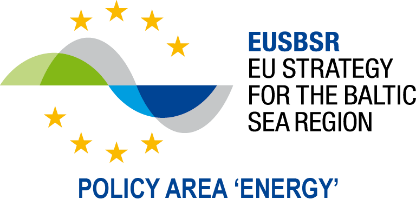 EUSBSR
EU STRATEGY
FOR THE BALTIC
SEA REGION
POLICY AREA ‘ENERGY’